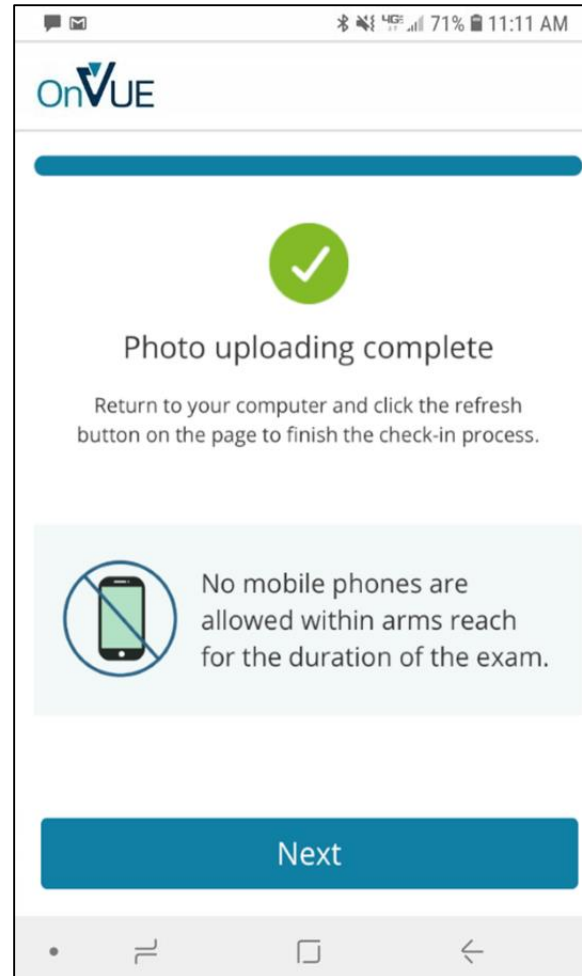 4GE 71% 11:11 AM
OnVUE
Photo uploading complete
Return to your computer and click the refresh
button on the page to finish the check-in process.
No mobile phones are
allowed within arms reach
for the duration of the exam.
Next